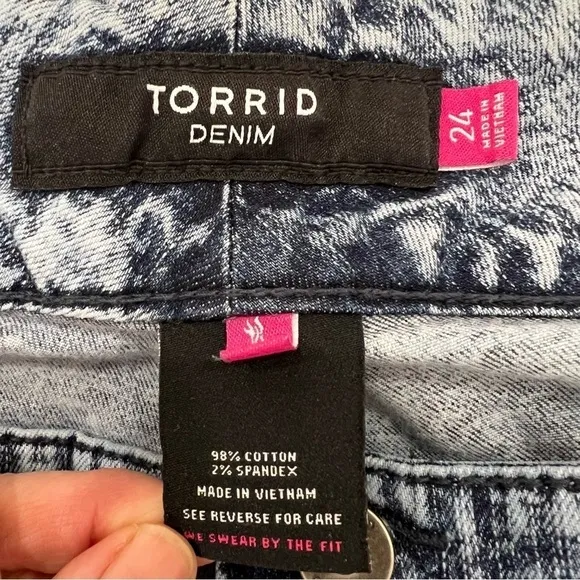 TORRID
DENIM
24
MADE IN
VIETNAM
98% COTTON
2% SPANDEX
MADE IN VIETNAM
SEE REVERSE FOR CARE
WE SWEAR BY THE FIT